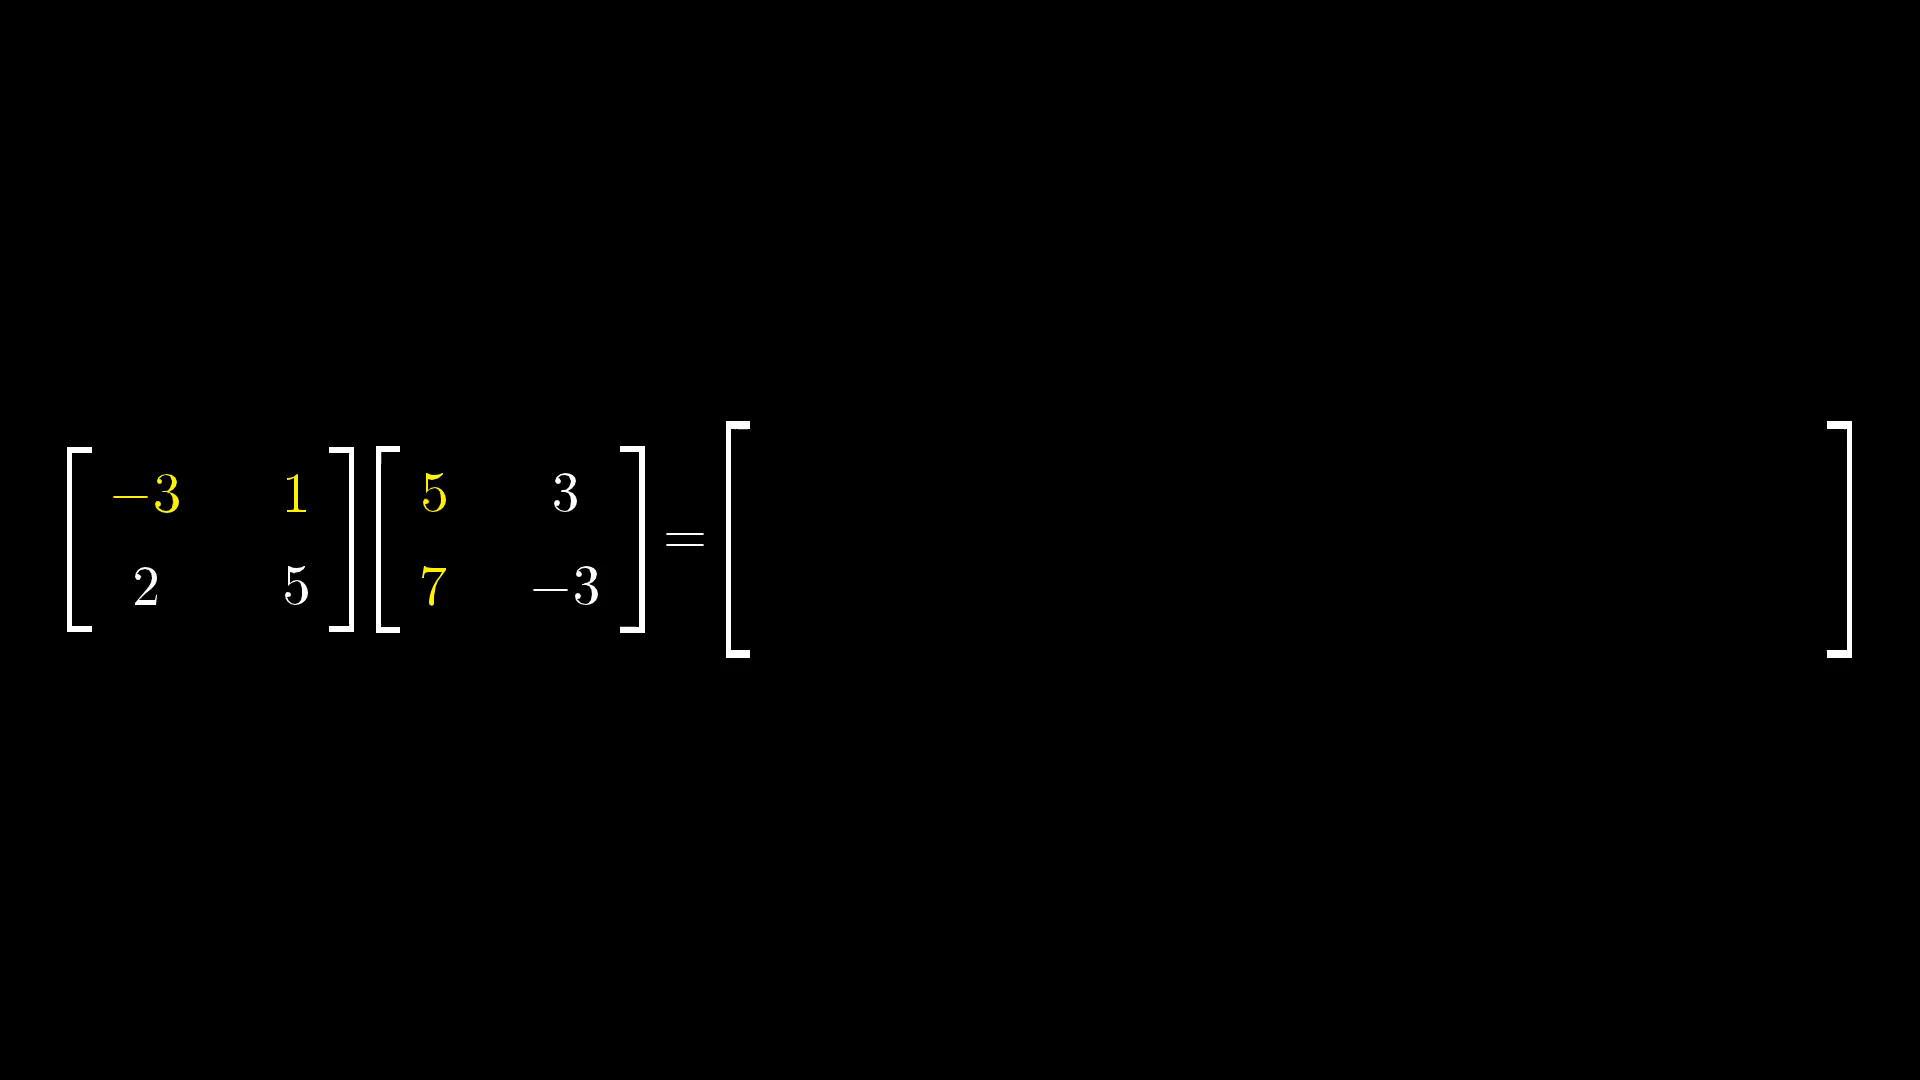 [ −3 1 ] [ 5 3 ] = [ ]
[ 2 5 ] [ 7 −3 ]